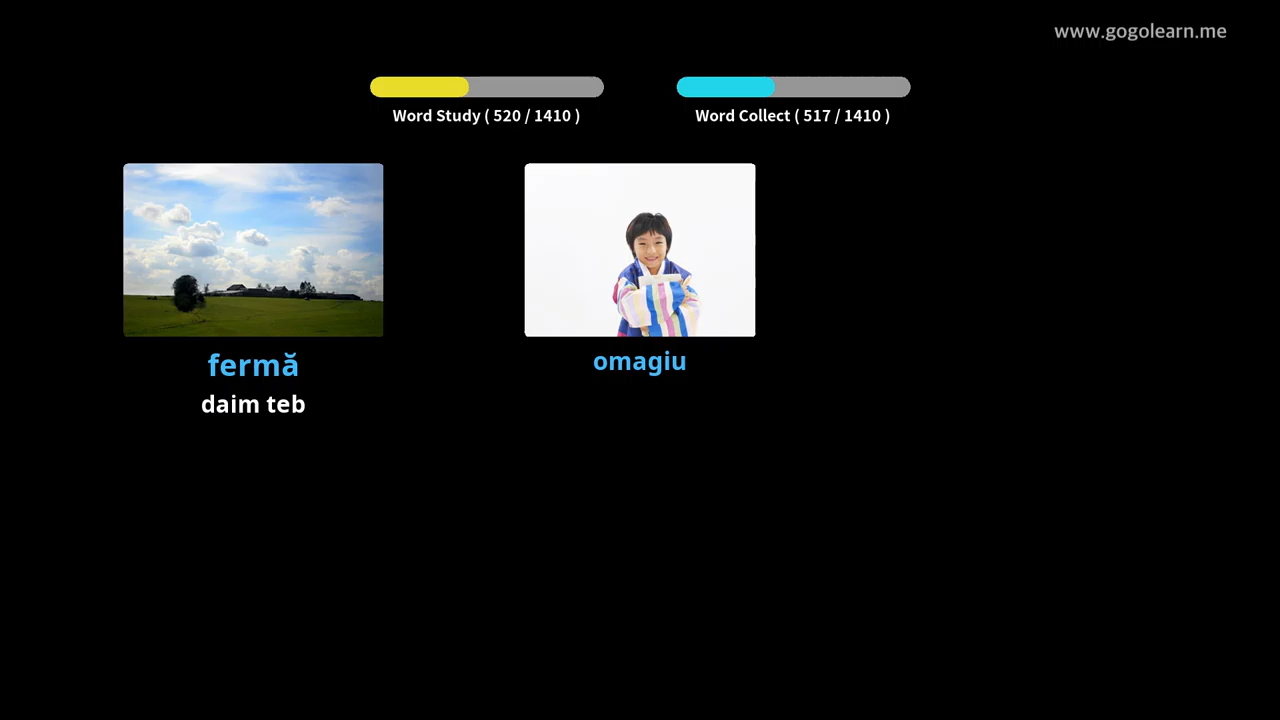 www.gogolearn.me
Word Study ( 520 / 1410 )
Word Collect ( 517 / 1410 )
fermă
daim teb
omagiu